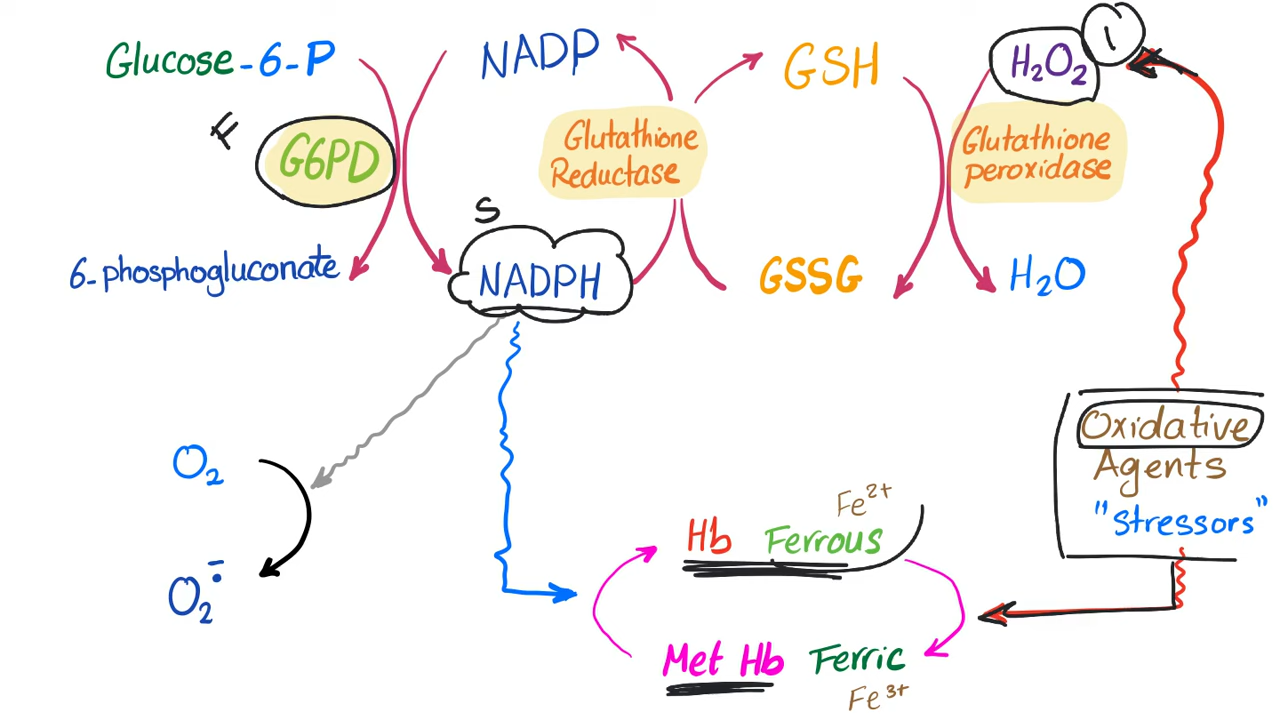 Glucose-6-P
NADP
GSH
H₂O₂
F
G6PD
Glutathione
Reductase
Glutathione
peroxidase
S
6-phosphogluconate
NADPH
GSSG
H₂O
Oxidative
Agents
"Stressors"
O₂
O₂⨪
Fe²⁺
Hb Ferrous
Met Hb Ferric
Fe³⁺